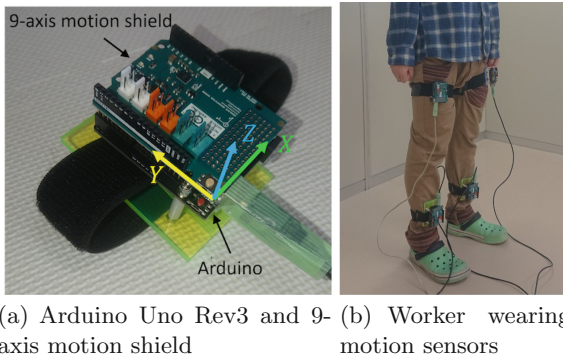 9-axis motion shield
Z
X
Y
Arduino
(a) Arduino Uno Rev3 and 9-
axis motion shield
(b) Worker wearing
motion sensors